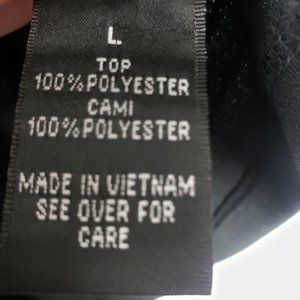 L
TOP
100%POLYESTER
CAMI
100%POLYESTER
MADE IN VIETNAM
SEE OVER FOR
CARE